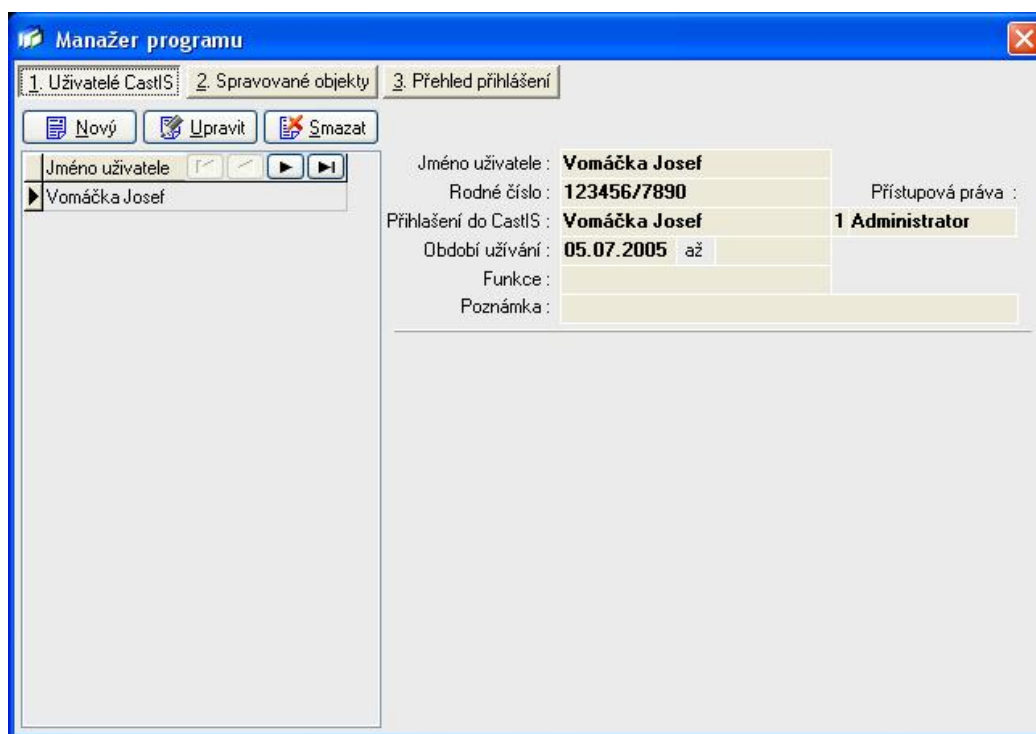 Manažer programu
1. Uživatelé CastIS 2. Spravované objekty 3. Přehled přihlášení
Nový Upravit Smazat
Jméno uživatele
Vomáčka Josef
Jméno uživatele : Vomáčka Josef
Rodné číslo : 123456/7890 Přístupová práva :
Přihlašení do CastIS : Vomáčka Josef 1 Administrator
Období užívání : 05.07.2005 až
Funkce :
Poznámka :